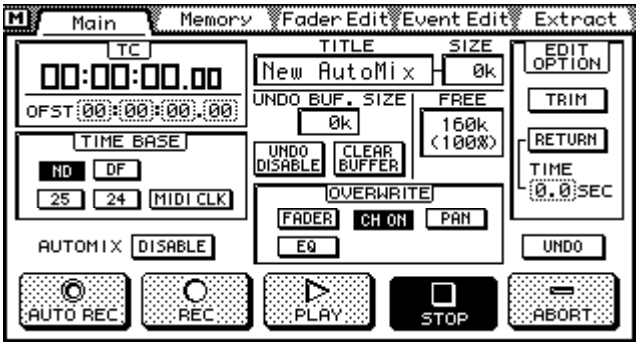 M Main Memory Fader Edit Event Edit Extract
TC
00:00:00.00
OFST 00:00:00.00
TITLE
New AutoMix
SIZE
0k
UNDO BUF. SIZE
0k
UNDO DISABLE
CLEAR BUFFER
FREE
160k
(100%)
EDIT
OPTION
TRIM
RETURN
TIME
0.0 SEC
TIME BASE
ND DF
25 24 MIDI CLK
OVERWRITE
FADER CH ON PAN
EQ
AUTOMIX DISABLE
UNDO
AUTO REC REC PLAY STOP ABORT